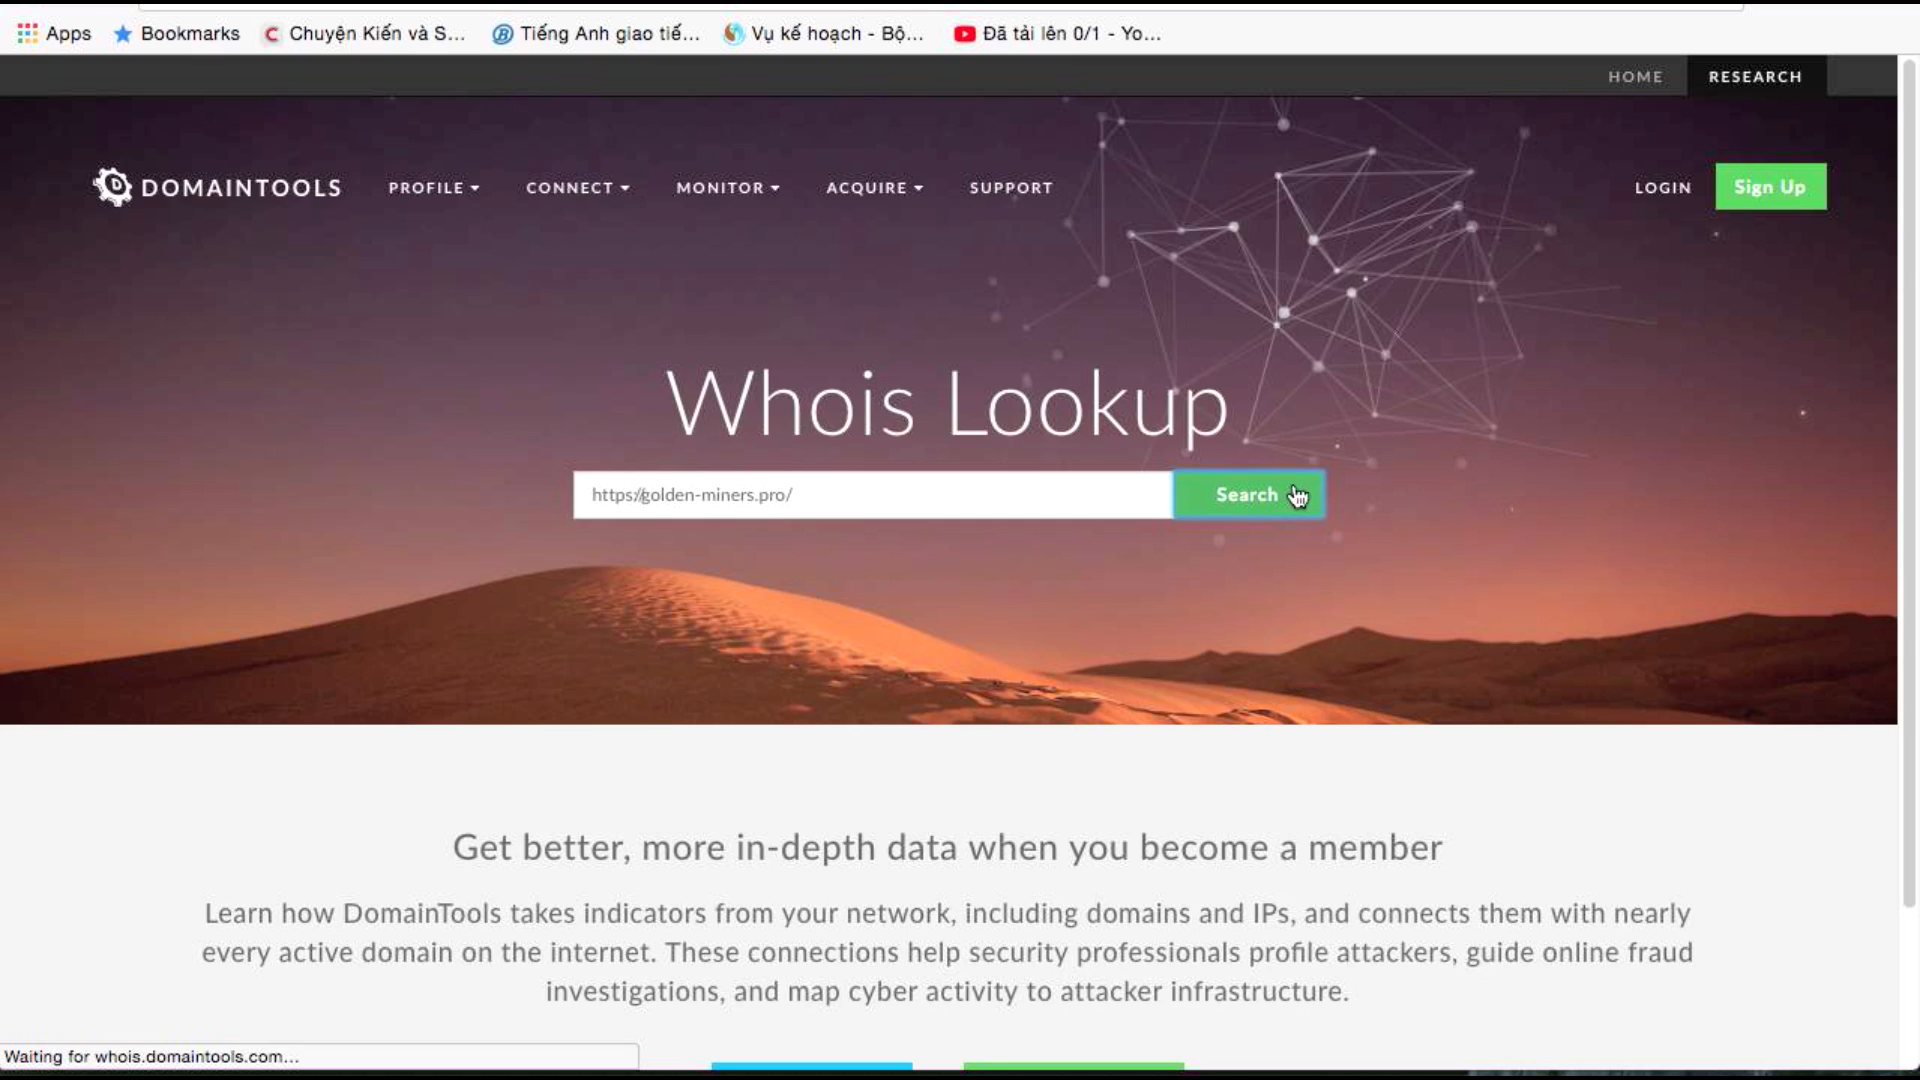 Apps Bookmarks Chuyện Kiến và S... Tiếng Anh giao tiế... Vụ kế hoạch - Bộ... Đã tải lên 0/1 - Yo...
HOME RESEARCH
DOMAINTOOLS PROFILE CONNECT MONITOR ACQUIRE SUPPORT LOGIN Sign Up
Whois Lookup
https://golden-miners.pro/ Search
Get better, more in-depth data when you become a member
Learn how DomainTools takes indicators from your network, including domains and IPs, and connects them with nearly
every active domain on the internet. These connections help security professionals profile attackers, guide online fraud
investigations, and map cyber activity to attacker infrastructure.
Waiting for whois.domaintools.com...